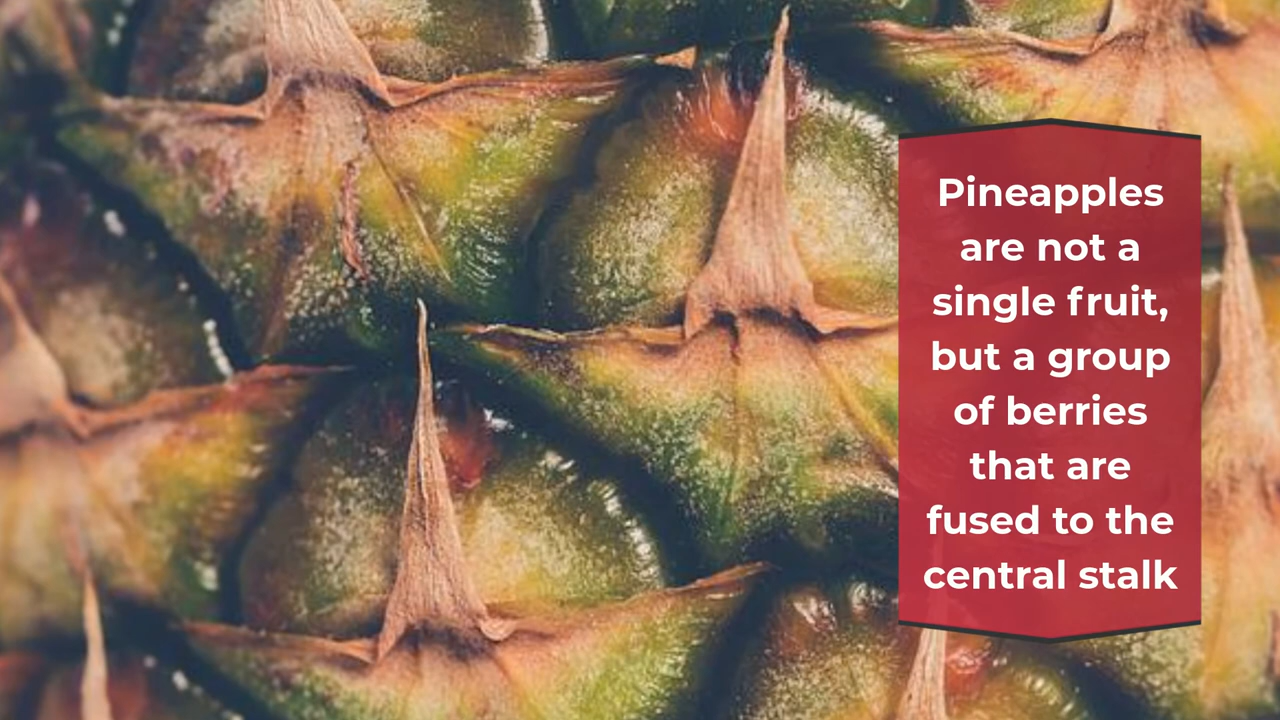 Pineapples
are not a
single fruit,
but a group
of berries
that are
fused to the
central stalk